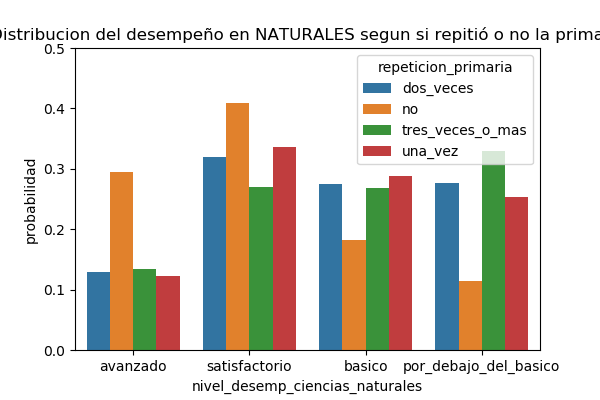 Distribucion del desempeño en NATURALES segun si repitió o no la prima
0.5
0.4
0.3
0.2
0.1
0.0
probabilidad
repeticion_primaria
dos_veces
no
tres_veces_o_mas
una_vez
avanzado satisfactorio basico por_debajo_del_basico
nivel_desemp_ciencias_naturales